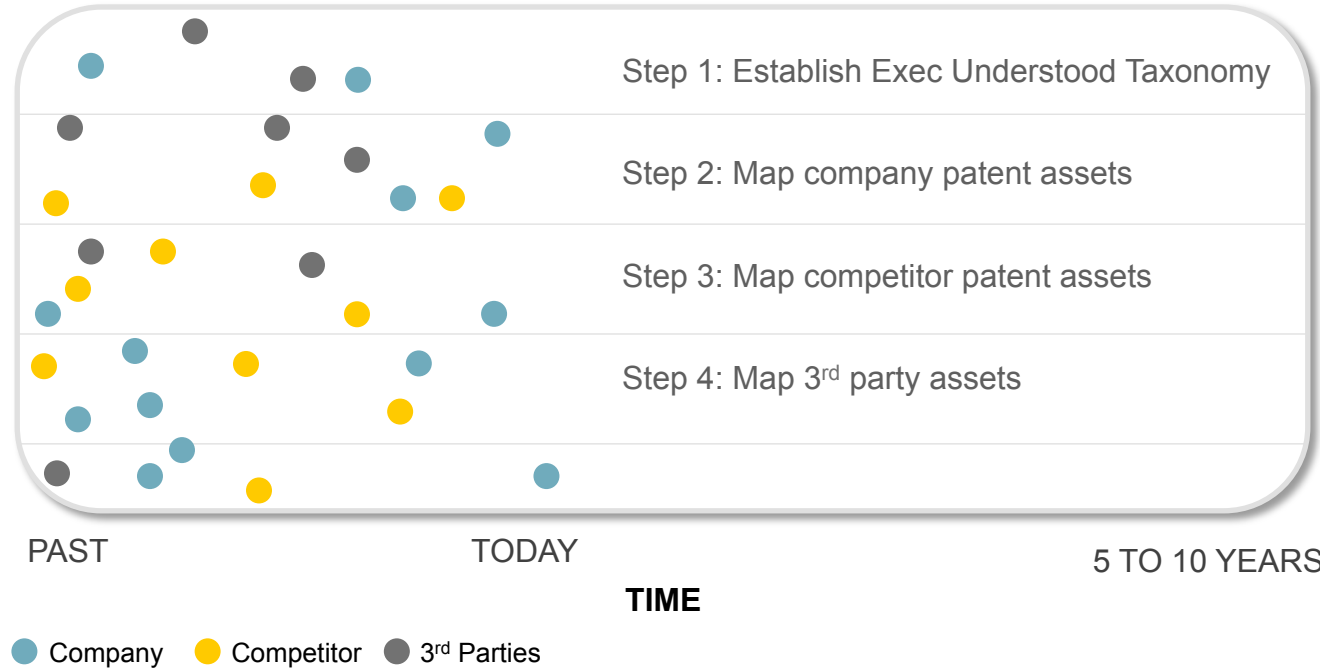 Step 1: Establish Exec Understood Taxonomy
Step 2: Map company patent assets
Step 3: Map competitor patent assets
Step 4: Map 3rd party assets
PAST TODAY 5 TO 10 YEARS
TIME
Company Competitor 3rd Parties